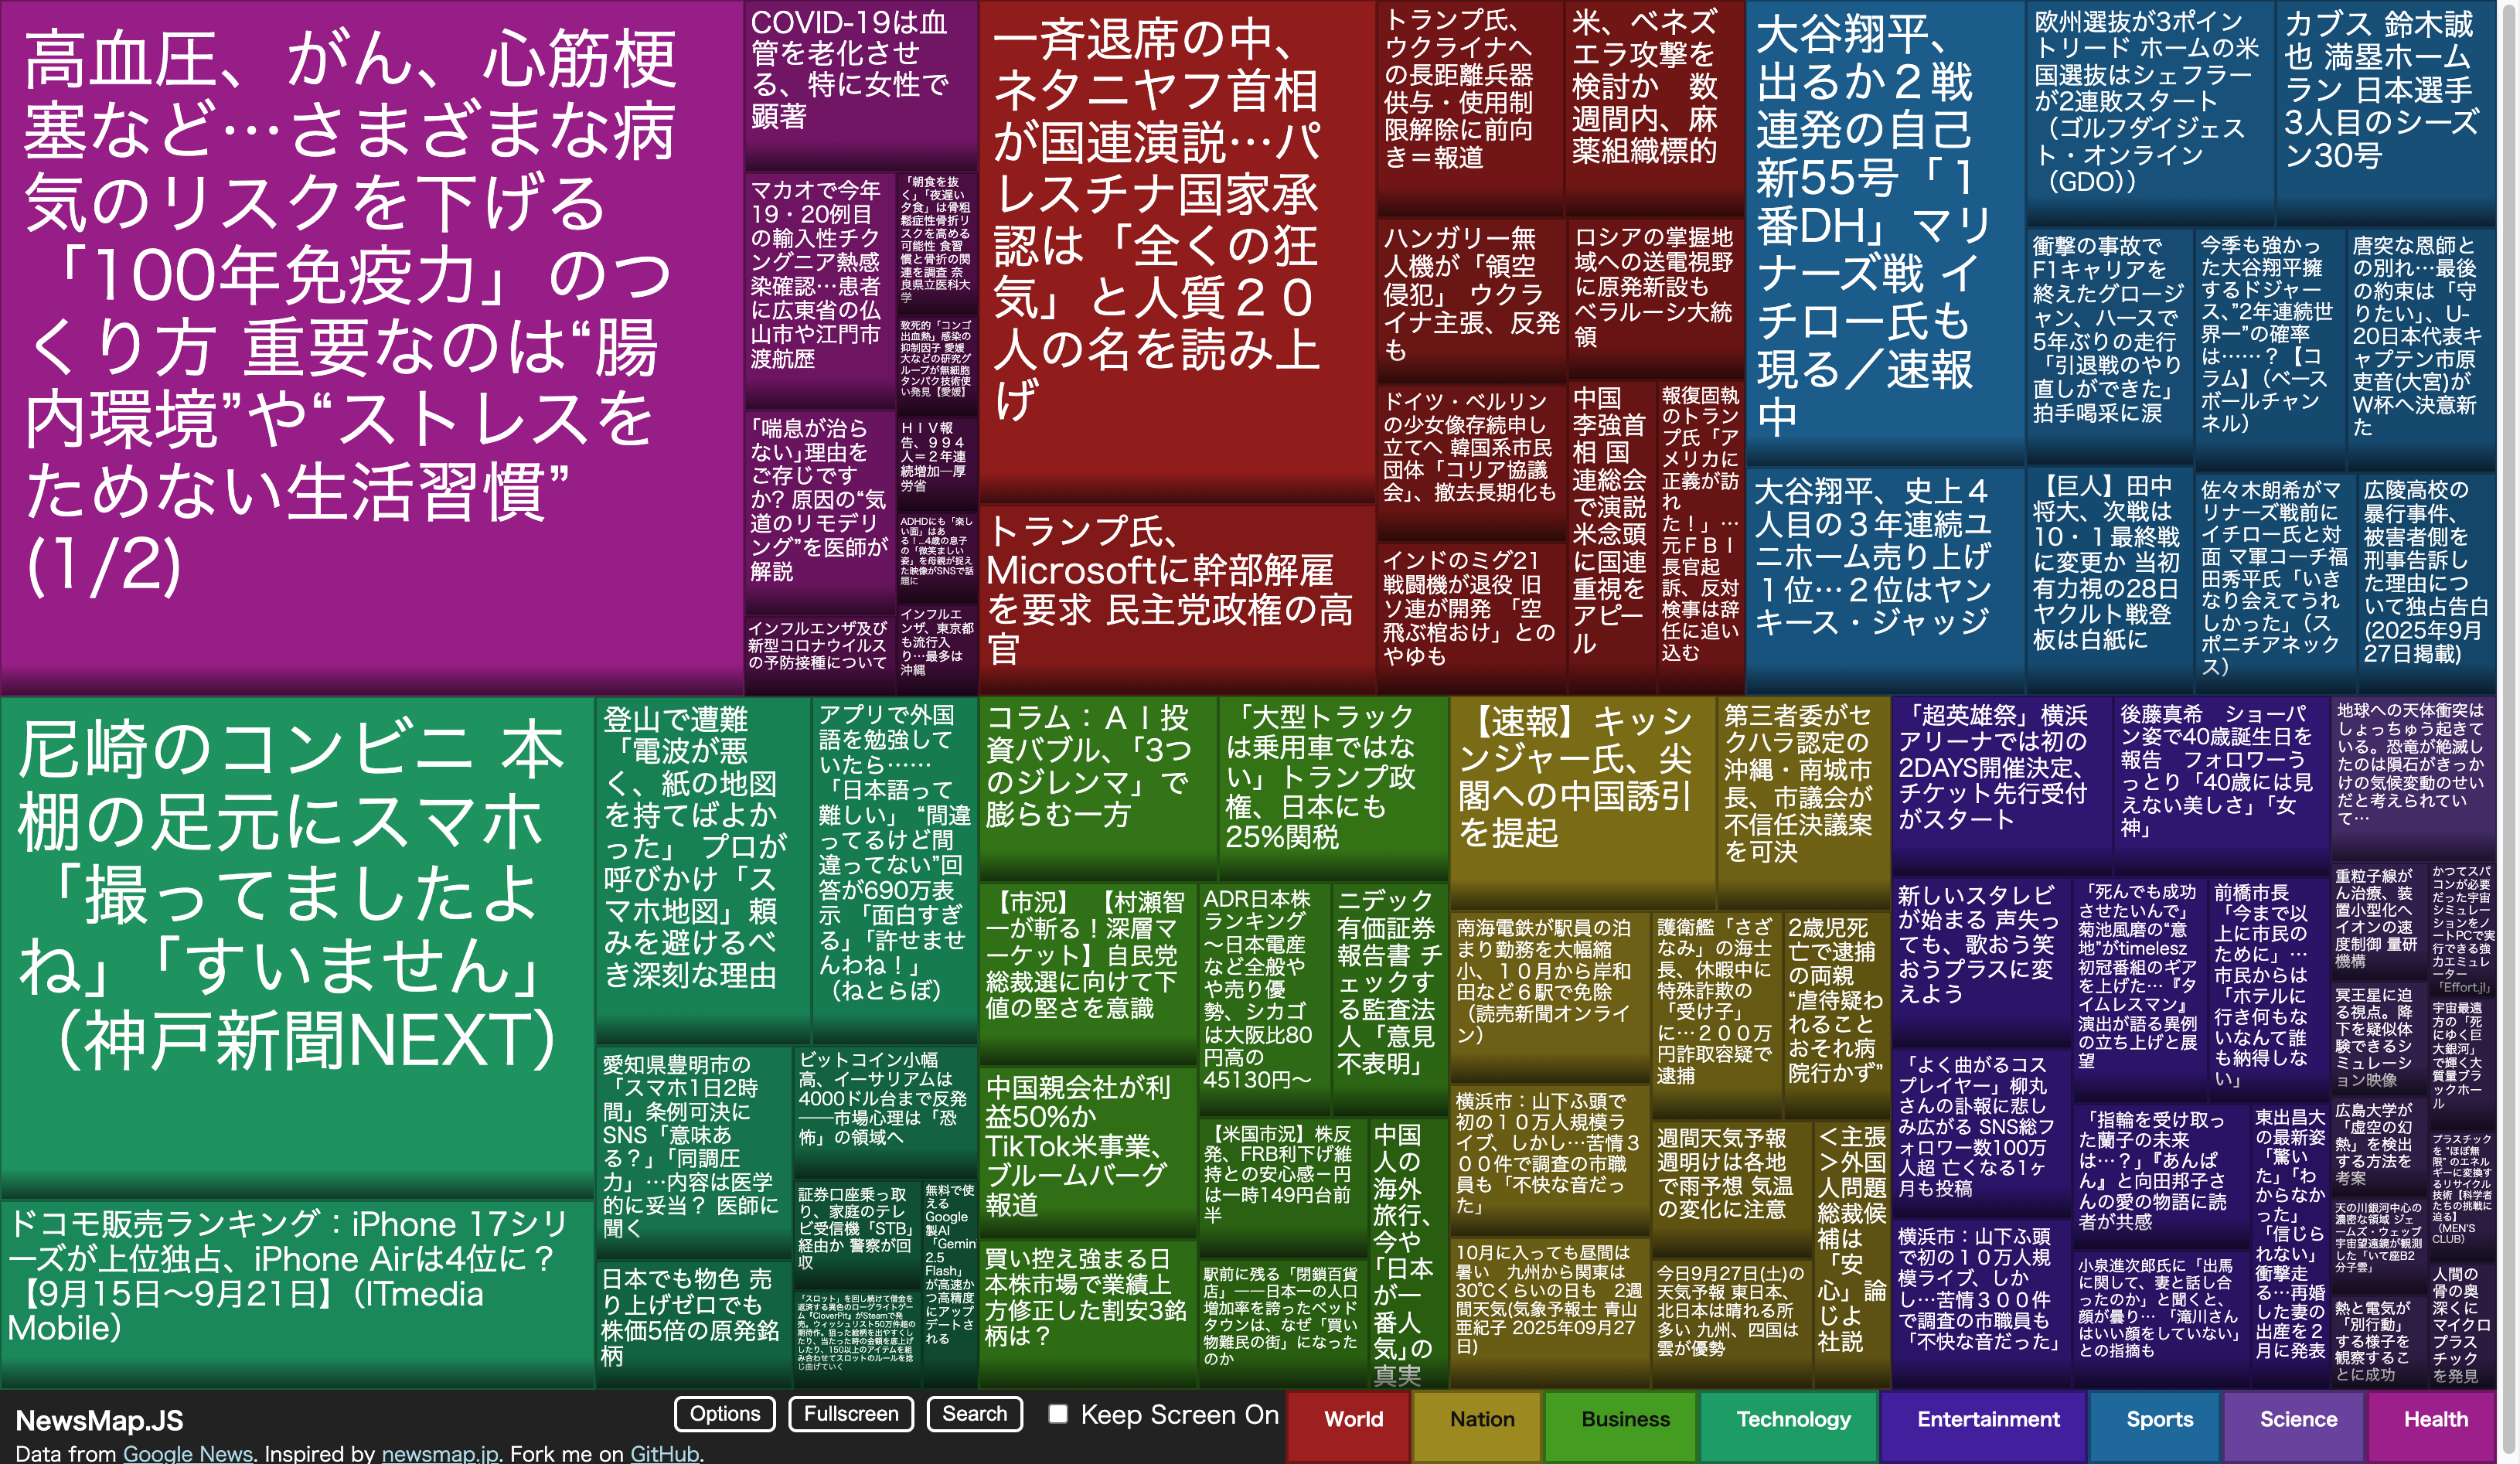 高血圧、がん、心筋梗
塞など…さまざまな病
気のリスクを下げる
「100年免疫力」のつ
くり方 重要なのは“腸
内環境”や“ストレスを
ためない生活習慣”
(1/2)
COVID-19は血
管を老化させ
る、特に女性で
顕著
マカオで今年
19・20例目
の輸入性チク
ングニア熱感
染確認…患者
に広東省の仏
山市や江門市
渡航歴
「朝食を抜
く」「夜遅い
夕食」は骨粗
鬆症性骨折リ
スクを高める
可能性 食習
慣と骨折の関
連を調査 奈
良県立医科大
学
致死的「コンゴ
出血熱」感染の
抑制因子 愛媛
大などの研究グ
ループが無細胞
タンパク技術使
い発見【愛媛】
「喘息が治ら
ない」理由を
ご存じです
か? 原因の“気
道のリモデリ
ング”を医師が
解説
ＨＩＶ報
告、９９４
人＝２年連
続増加―厚
労省
ADHDにも「楽し
い面」はあ
る！…4歳の息子
の「微笑ましい
姿」を母親が捉え
た映像がSNSで話
題に
インフルエンザ及び
新型コロナウイルス
の予防接種について
インフルエ
ンザ、東京都
も流行入
り…最多は
沖縄
一斉退席の中、
ネタニヤフ首相
が国連演説…パ
レスチナ国家承
認は「全くの狂
気」と人質２０
人の名を読み上
げ
トランプ氏、
Microsoftに幹部解雇
を要求 民主党政権の高
官
トランプ氏、
ウクライナへ
の長距離兵器
供与・使用制
限解除に前向
き＝報道
米、ベネズ
エラ攻撃を
検討か　数
週間内、麻
薬組織標的
ハンガリー無
人機が「領空
侵犯」 ウクラ
イナ主張、反発
も
ロシアの掌握地
域への送電視野
に原発新設も
ベラルーシ大統
領
ドイツ・ベルリン
の少女像存続申し
立てへ 韓国系市民
団体「コリア協議
会」、撤去長期化も
インドのミグ21
戦闘機が退役 旧
ソ連が開発 「空
飛ぶ棺おけ」との
やゆも
中国
李強首
相 国
連総会
で演説
米念頭
に国連
重視を
アピー
ル
報復固執
のトラン
プ氏「ア
メリカに
正義が訪
れ
た！」…
元ＦＢＩ
長官起
訴、反対
検事は辞
任に追い
込む
大谷翔平、
出るか２戦
連発の自己
新55号「１
番DH」マリ
ナーズ戦 イ
チロー氏も
現る／速報
中
大谷翔平、史上４
人目の３年連続ユ
ニホーム売り上げ
１位…２位はヤン
キース・ジャッジ
欧州選抜が3ポイン
トリード ホームの米
国選抜はシェフラー
が2連敗スタート
（ゴルフダイジェス
ト・オンライン
（GDO））
カブス 鈴木誠
也 満塁ホーム
ラン 日本選手
3人目のシーズ
ン30号
衝撃の事故で
F1キャリアを
終えたグロージ
ャン、ハースで
5年ぶりの走行
「引退戦のやり
直しができた」
拍手喝采に涙
今季も強かっ
た大谷翔平擁
するドジャー
ス、”2年連続世
界一”の確率
は……？【コ
ラム】（ベース
ボールチャン
ネル）
唐突な恩師と
の別れ…最後
の約束は「守
りたい」、U-
20日本代表キ
ャプテン市原
吏音(大宮)が
W杯へ決意新
た
【巨人】田中
将大、次戦は
10・１最終戦
に変更か 当初
有力視の28日
ヤクルト戦登
板は白紙に
佐々木朗希がマ
リナーズ戦前に
イチロー氏と対
面 マ軍コーチ福
田秀平氏「いき
なり会えてうれ
しかった」（ス
ポニチアネック
ス）
広陵高校の
暴行事件、
被害者側を
刑事告訴し
た理由につ
いて独占告白
(2025年9月
27日掲載)
尼崎のコンビニ 本
棚の足元にスマホ
「撮ってましたよ
ね」「すいません」
（神戸新聞NEXT）
ドコモ販売ランキング：iPhone 17シリ
ーズが上位独占、iPhone Airは4位に？
【9月15日～9月21日】（ITmedia
Mobile）
登山で遭難
「電波が悪
く、紙の地図
を持てばよか
った」 プロが
呼びかけ「ス
マホ地図」頼
みを避けるべ
き深刻な理由
アプリで外国
語を勉強して
いたら……
「日本語って
難しい」 “間違
ってるけど間
違ってない”回
答が690万表
示 「面白すぎ
る」「許せませ
んわね！」
（ねとらぼ）
愛知県豊明市の
「スマホ1日2時
間」条例可決に
SNS「意味あ
る？」「同調圧
力」…内容は医学
的に妥当？ 医師に
聞く
ビットコイン小幅
高、イーサリアムは
4000ドル台まで反発
――市場心理は「恐
怖」の領域へ
日本でも物色 売
り上げゼロでも
株価5倍の原発銘
柄
証券口座乗っ取
り、家庭のテレ
ビ受信機「STB」
経由か 警察が回
収
無料で使
える
Google
製AI
「Gemin
2.5
Flash」
が高速か
つ高精度
にアップ
デートさ
れる
「スロット」を回し続けて借金を
返済する異色のローグライトゲー
ム『CloverPit』がSteamで発
売。ウィッシュリスト50万件超の
期待作。狙った絵柄を出やすくし
たり、当たった時の金額を底上げ
したり、150以上のアイテムを組
み合わせてスロットのルールを捻
じ曲げていく
コラム：ＡＩ投
資バブル、「3つ
のジレンマ」で
膨らむ一方
「大型トラック
は乗用車ではな
い」トランプ政
権、日本にも
25%関税
【市況】 【村瀬智
一が斬る！深層マ
ーケット】自民党
総裁選に向けて下
値の堅さを意識
ADR日本株
ランキング
～日本電産
など全般や
や売り優
勢、シカゴ
は大阪比80
円高の
45130円～
ニデック
有価証券
報告書 チ
ェックす
る監査法
人「意見
不表明」
中国親会社が利
益50%か
TikTok米事業、
ブルームバーグ
報道
買い控え強まる日
本株市場で業績上
方修正した割安3銘
柄は？
【米国市況】株反
発、FRB利下げ維
持との安心感－円
は一時149円台前
半
駅前に残る「閉鎖百貨
店」――日本一の人口
増加率を誇ったベッド
タウンは、なぜ「買い
物難民の街」になった
のか
中国
人の
海外
旅行、
今や
「日本
が一
番人
気」の
真実
【速報】キッシ
ンジャー氏、尖
閣への中国誘引
を提起
第三者委がセ
クハラ認定の
沖縄・南城市
長、市議会が
不信任決議案
を可決
南海電鉄が駅員の泊
まり勤務を大幅縮
小、１０月から岸和
田など６駅で免除
（読売新聞オンライ
ン）
護衛艦「さざ
なみ」の海士
長、休暇中に
特殊詐欺の
「受け子」
に…２００万
円詐取容疑で
逮捕
2歳児死
亡で逮捕
の両親
“虐待疑わ
れること
おそれ病
院行かず”
横浜市：山下ふ頭で
初の１０万人規模ラ
イブ、しかし…苦情３
００件で調査の市職
員も「不快な音だっ
た」
週間天気予報
週明けは各地
で雨予想 気温
の変化に注意
＜主張
＞外国
人問題
総裁候
補は
「安
心」論
じよ
社説
10月に入っても昼間は
暑い　九州から関東は
30℃くらいの日も　2週
間天気(気象予報士 青山
亜紀子 2025年09月27
日)
今日9月27日(土)の
天気予報 東日本、
北日本は晴れる所
多い 九州、四国は
雲が優勢
「超英雄祭」横浜
アリーナでは初の
2DAYS開催決定、
チケット先行受付
がスタート
後藤真希　ショーパ
ン姿で40歳誕生日を
報告　フォロワーう
っとり「40歳には見
えない美しさ」「女
神」
新しいスタレビ
が始まる 声失っ
ても、歌おう笑
おうプラスに変
えよう
「死んでも成功
させたいんで」
菊池風磨の“意
地”がtimelesz
初冠番組のギア
を上げた…『タ
イムレスマン』
演出が語る異例
の立ち上げと展
望
前橋市長
「今まで以
上に市民の
ために」…
市民からは
「ホテルに
行き何もな
いなんて誰
も納得しな
い」
「よく曲がるコス
プレイヤー」柳丸
さんの訃報に悲し
み広がる SNS総フ
ォロワー数100万
人超 亡くなる1ヶ
月も投稿
横浜市：山下ふ頭
で初の１０万人規
模ライブ、しか
し…苦情３００件
で調査の市職員も
「不快な音だった」
「指輪を受け取っ
た蘭子の未来
は…？」『あんぱ
ん』と向田邦子さ
んの愛の物語に読
者が共感
小泉進次郎氏に「出馬
に関して、妻と話し合
ったのか」と聞くと、
顔が曇り…「滝川さん
はいい顔をしていない」
との指摘も
東出昌大
の最新姿
「驚い
た」「わ
からなか
った」
「信じら
れない」
衝撃走
る…再婚
した妻の
出産を２
月に発表
地球への天体衝突は
しょっちゅう起きて
いる。恐竜が絶滅し
たのは隕石がきっか
けの気候変動のせい
だと考えられてい
て…
重粒子線が
ん治療、装
置小型化へ
イオンの速
度制御 量研
機構
かつてスパ
コンが必要
だった宇宙
シミュレー
ションをノ
ートPCで実
行できる強
力エミュレ
ーター
「Effort.jl」
冥王星に迫
る視点。降
下を疑似体
験できるシ
ミュレーシ
ョン映像
宇宙最遠
方の「死
にゆく巨
大銀河」
で輝く大
質量ブラ
ックホー
ル
広島大学が
「虚空の幻
熱」を検出
する方法を
考案
プラスチック
を“ほぼ無
限”のエネル
ギーに変換す
るリサイクル
技術【科学者
たちの挑戦に
迫る】
（MEN'S
CLUB）
天の川銀河中心の
濃密な領域 ジェ
ームズ・ウェッブ
宇宙望遠鏡が観測
した「いて座B2
分子雲」
熱と電気が
「別行動」
する様子を
観察するこ
とに成功
人間の
骨の奥
深くに
マイクロ
プラス
チック
を発見
NewsMap.JS
Data from Google News. Inspired by newsmap.jp. Fork me on GitHub.
Options
Fullscreen
Search
Keep Screen On
World
Nation
Business
Technology
Entertainment
Sports
Science
Health